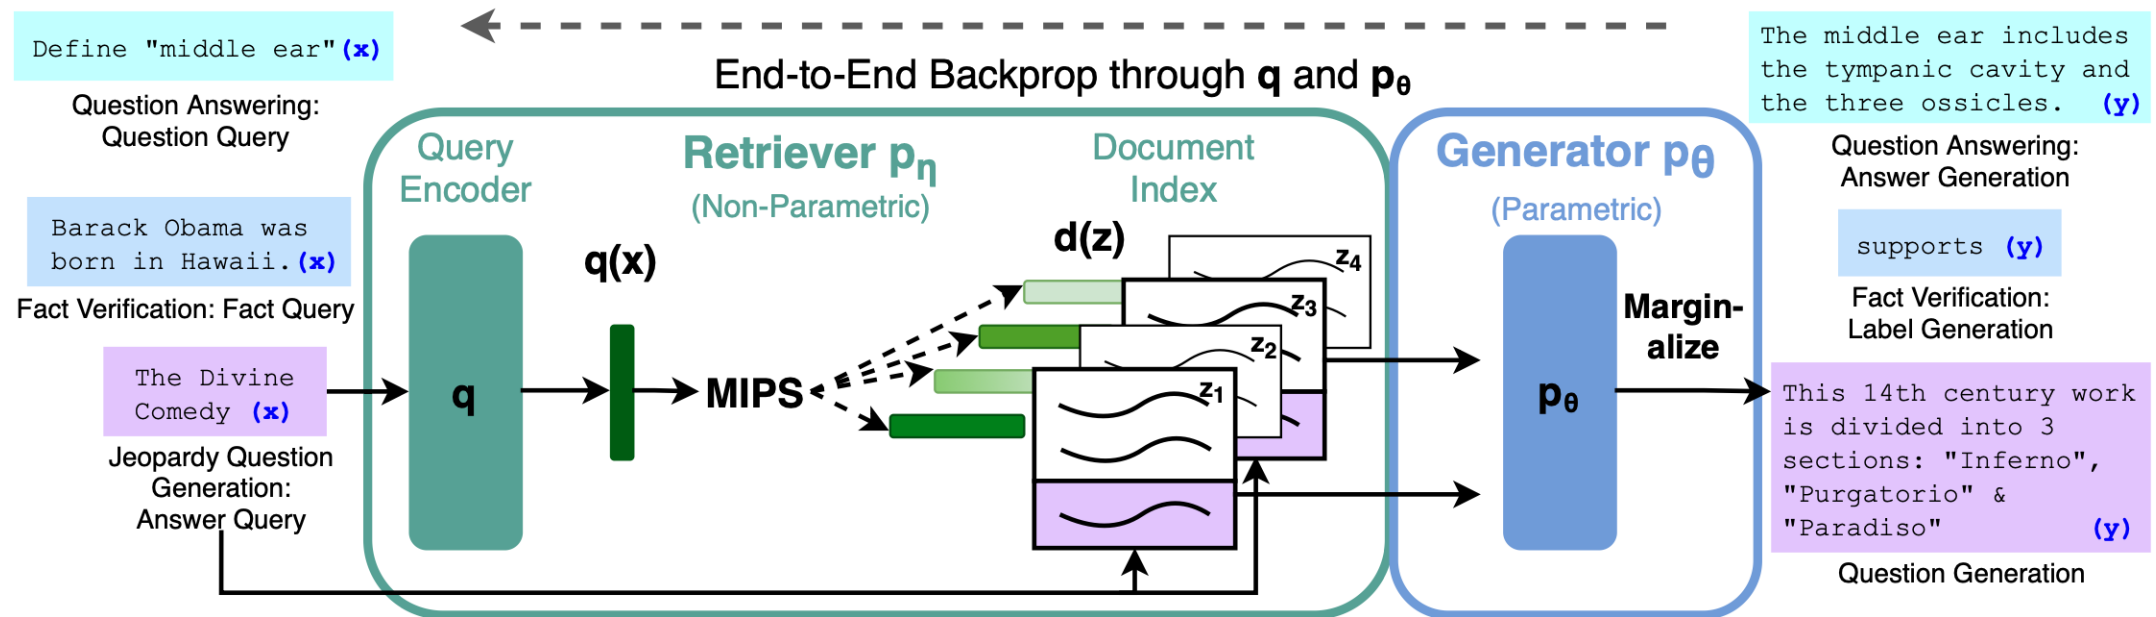 Define "middle ear"(x)
Question Answering:
Question Query
Barack Obama was
born in Hawaii.(x)
Fact Verification: Fact Query
The Divine
Comedy (x)
Jeopardy Question
Generation:
Answer Query
End-to-End Backprop through q and pθ
Query
Encoder
q
Retriever pη
(Non-Parametric)
q(x)
MIPS
Document
Index
d(z)
z4
z3
z2
z1
Generator pθ
(Parametric)
pθ
Margin-
alize
The middle ear includes
the tympanic cavity and
the three ossicles. (y)
Question Answering:
Answer Generation
supports (y)
Fact Verification:
Label Generation
This 14th century work
is divided into 3
sections: "Inferno",
"Purgatorio" &
"Paradiso" (y)
Question Generation